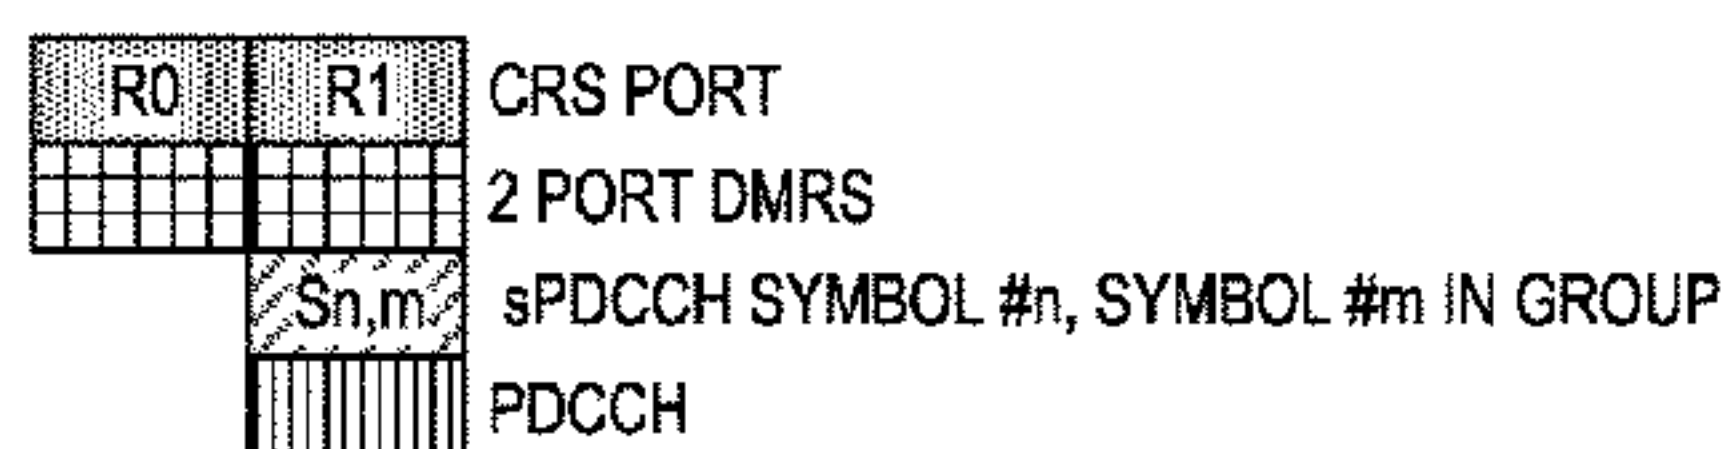 R0 R1 CRS PORT
2 PORT DMRS
Sn,m sPDCCH SYMBOL #n, SYMBOL #m IN GROUP
PDCCH